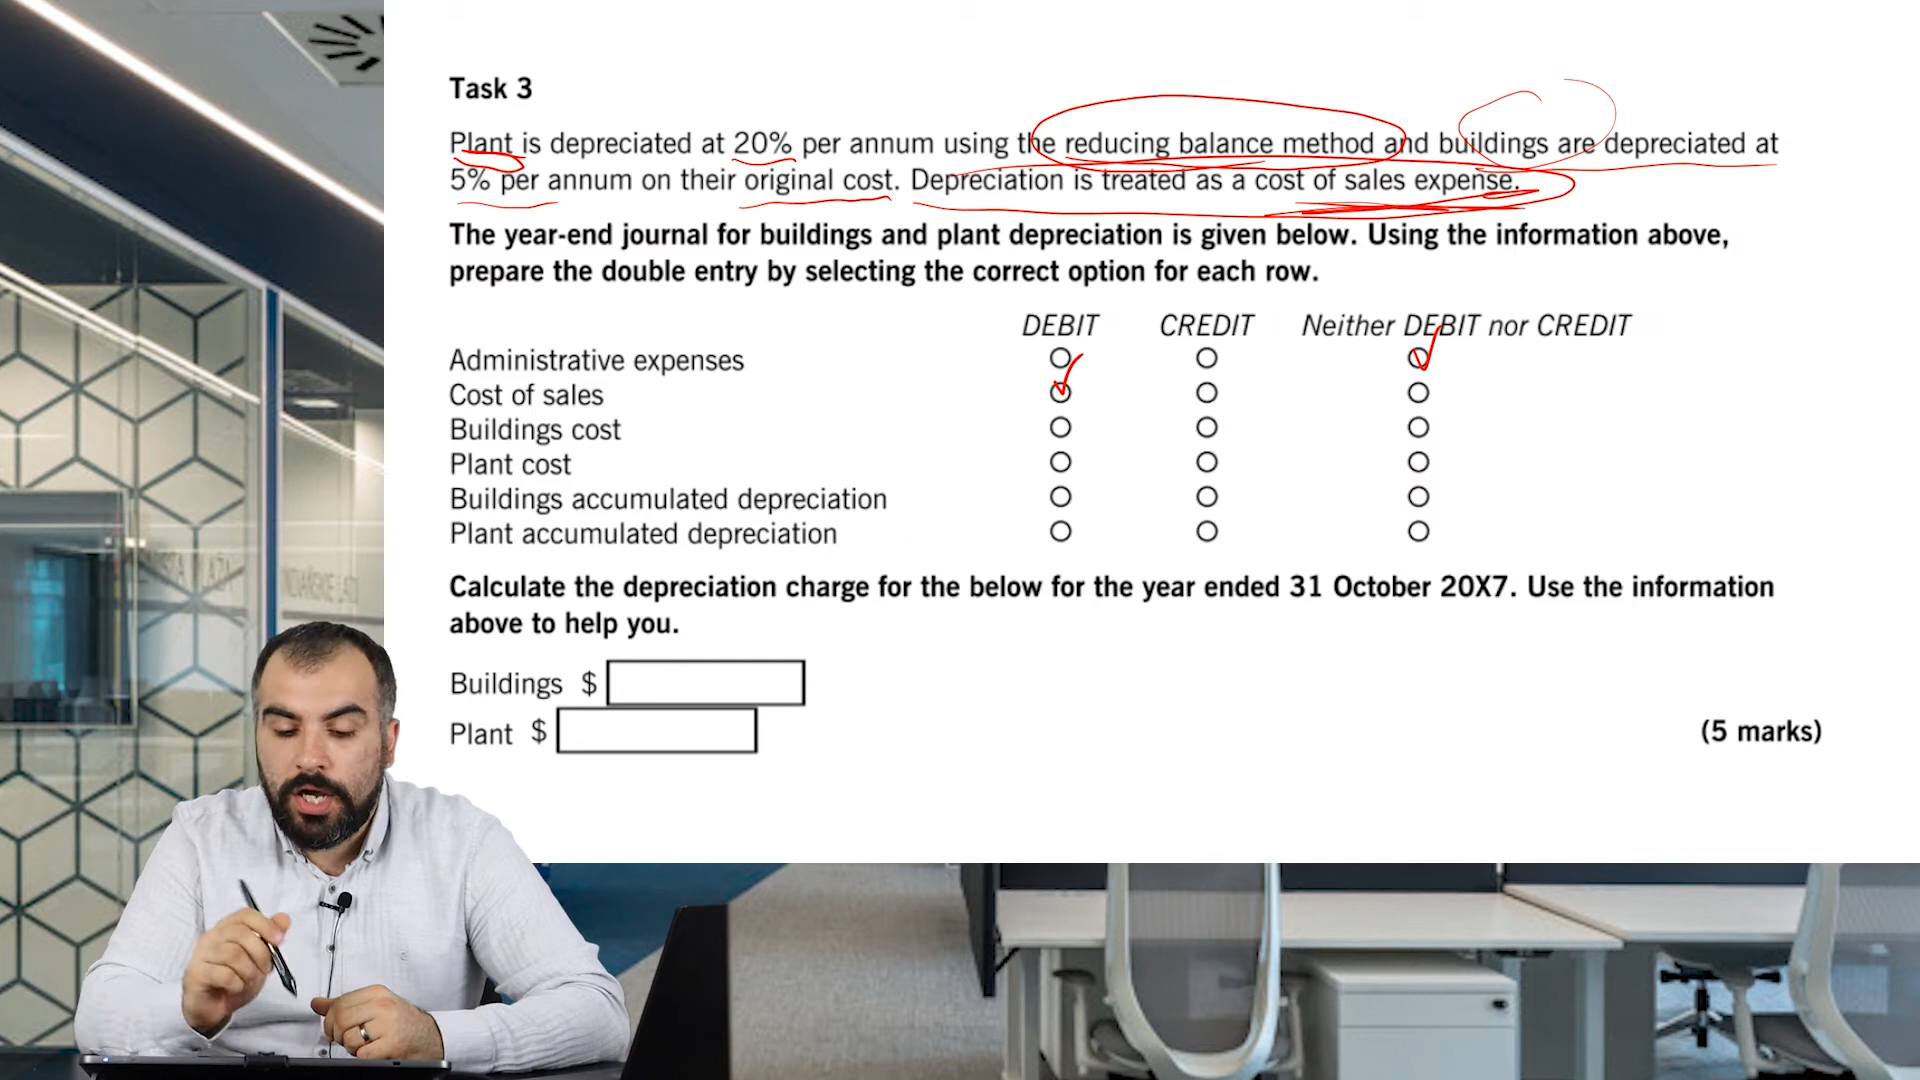 Task 3
Plant is depreciated at 20% per annum using the reducing balance method and buildings are depreciated at
5% per annum on their original cost. Depreciation is treated as a cost of sales expense.
The year-end journal for buildings and plant depreciation is given below. Using the information above,
prepare the double entry by selecting the correct option for each row.
DEBIT CREDIT Neither DEBIT nor CREDIT
Administrative expenses
Cost of sales
Buildings cost
Plant cost
Buildings accumulated depreciation
Plant accumulated depreciation
Calculate the depreciation charge for the below for the year ended 31 October 20X7. Use the information
above to help you.
Buildings $
Plant $
(5 marks)